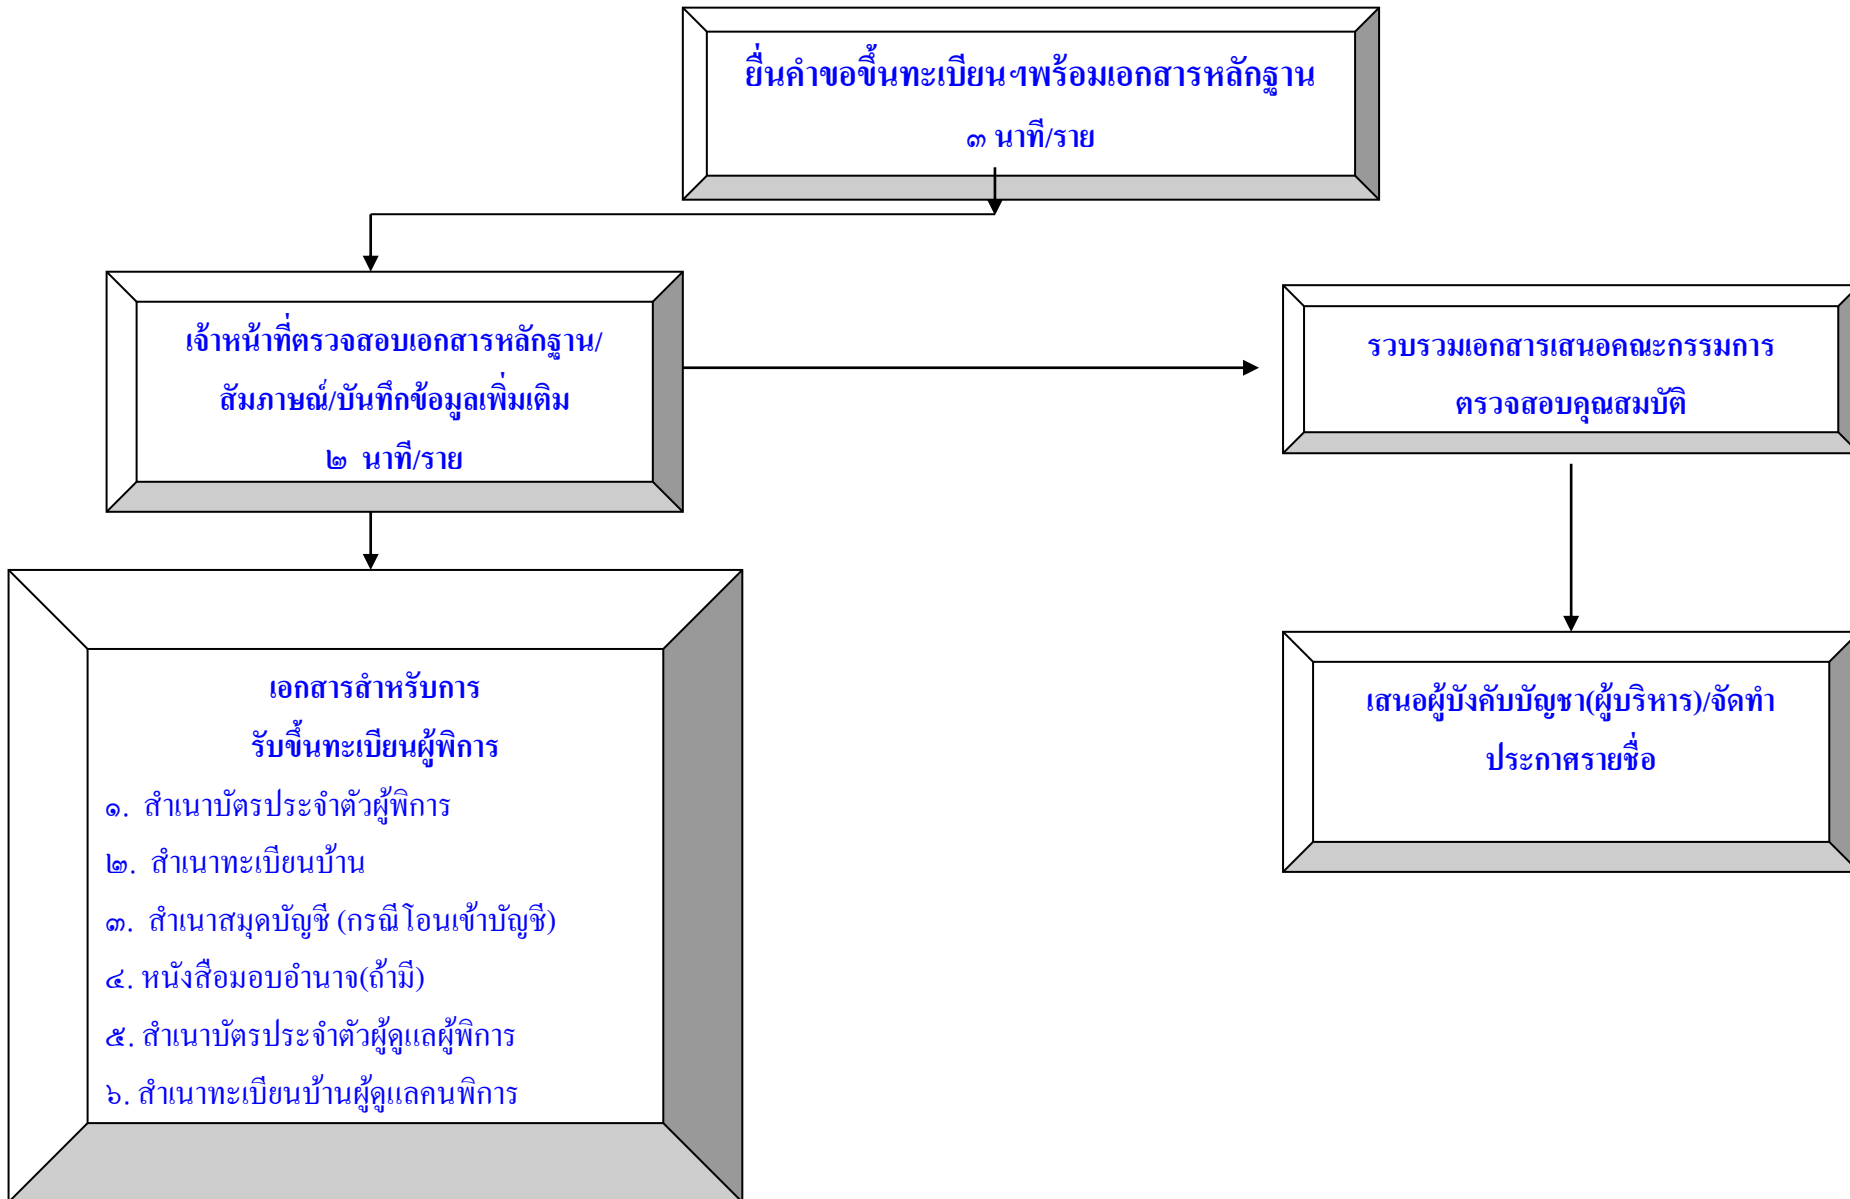 ยื่นคำขอขึ้นทะเบียนฯพร้อมเอกสารหลักฐาน
๓ นาที/ราย
เจ้าหน้าที่ตรวจสอบเอกสารหลักฐาน/
สัมภาษณ์/บันทึกข้อมูลเพิ่มเติม
๒ นาที/ราย
รวบรวมเอกสารเสนอคณะกรรมการ
ตรวจสอบคุณสมบัติ
เสนอผู้บังคับบัญชา(ผู้บริหาร)/จัดทำ
ประกาศรายชื่อ
เอกสารสำหรับการ
รับขึ้นทะเบียนผู้พิการ
๑. สำเนาบัตรประจำตัวผู้พิการ
๒. สำเนาทะเบียนบ้าน
๓. สำเนาสมุดบัญชี (กรณีโอนเข้าบัญชี)
๔. หนังสือมอบอำนาจ(ถ้ามี)
๕. สำเนาบัตรประจำตัวผู้ดูแลผู้พิการ
๖. สำเนาทะเบียนบ้านผู้ดูแลคนพิการ